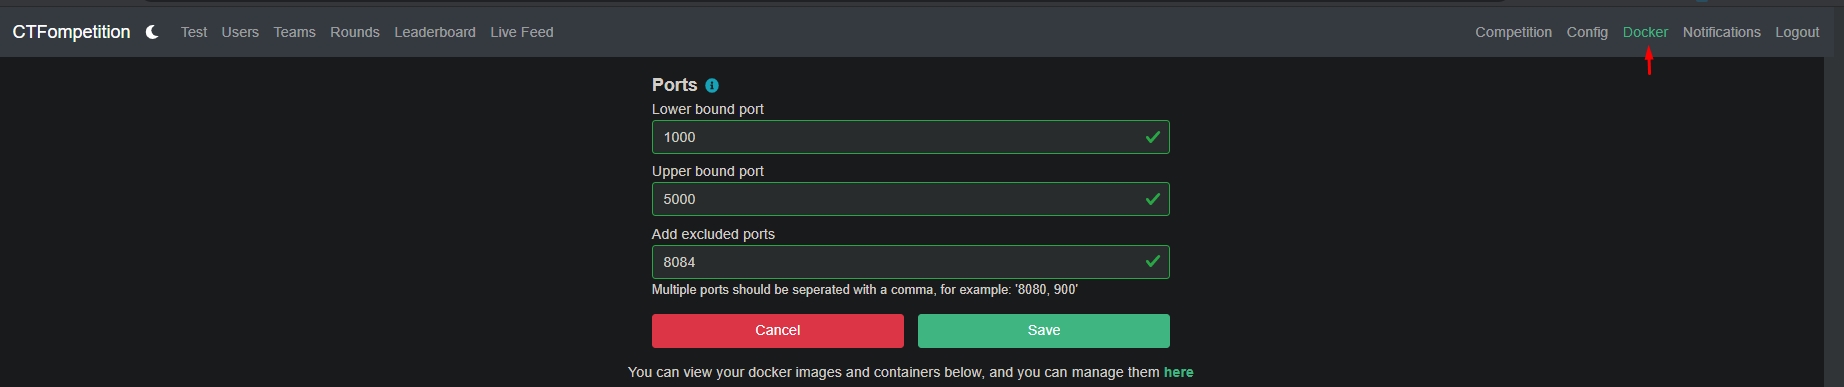 CTFompetition Test Users Teams Rounds Leaderboard Live Feed Competition Config Docker Notifications Logout
Ports
Lower bound port
1000
Upper bound port
5000
Add excluded ports
8084
Multiple ports should be seperated with a comma, for example: '8080, 900'
Cancel Save
You can view your docker images and containers below, and you can manage them here